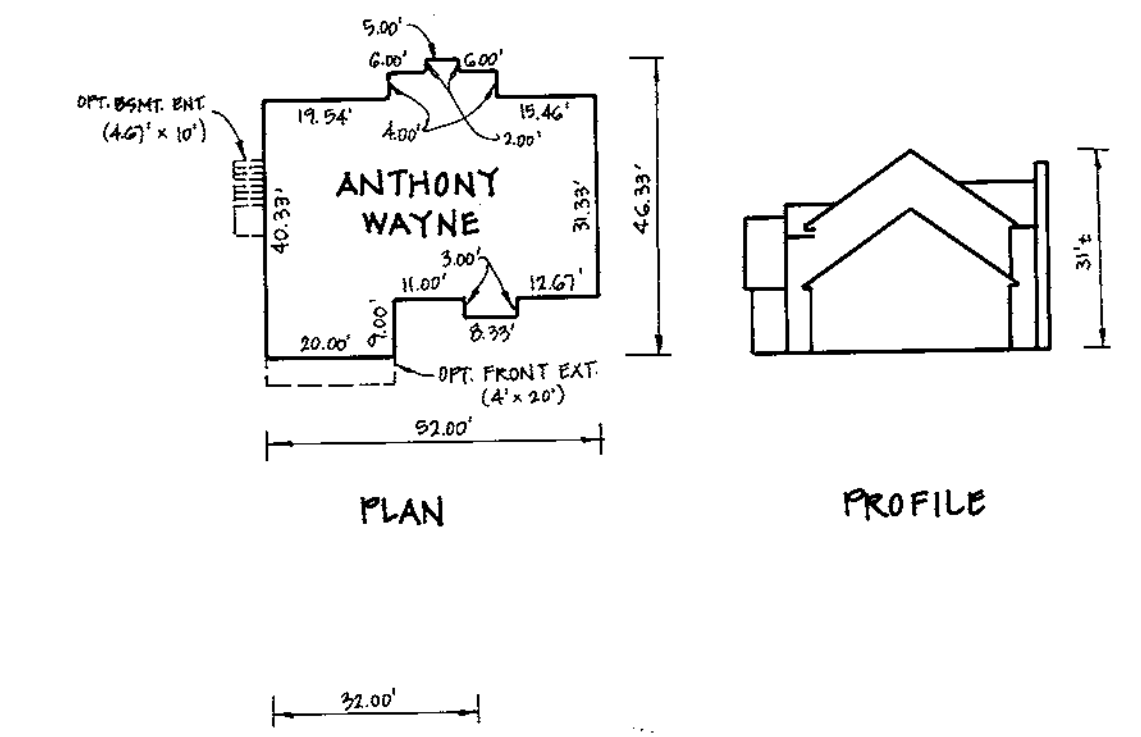 5.00'
6.00' 6.00'
OPT. BSMT. ENT.
(4.67' × 10')
19.54' 15.46'
4.00' 2.00'
ANTHONY
WAYNE
40.33' 31.33' 46.33' 31'±
3.00'
11.00' 12.67'
9.00'
8.33'
20.00'
OPT. FRONT EXT.
(4' × 20')
52.00'
PLAN PROFILE
32.00'